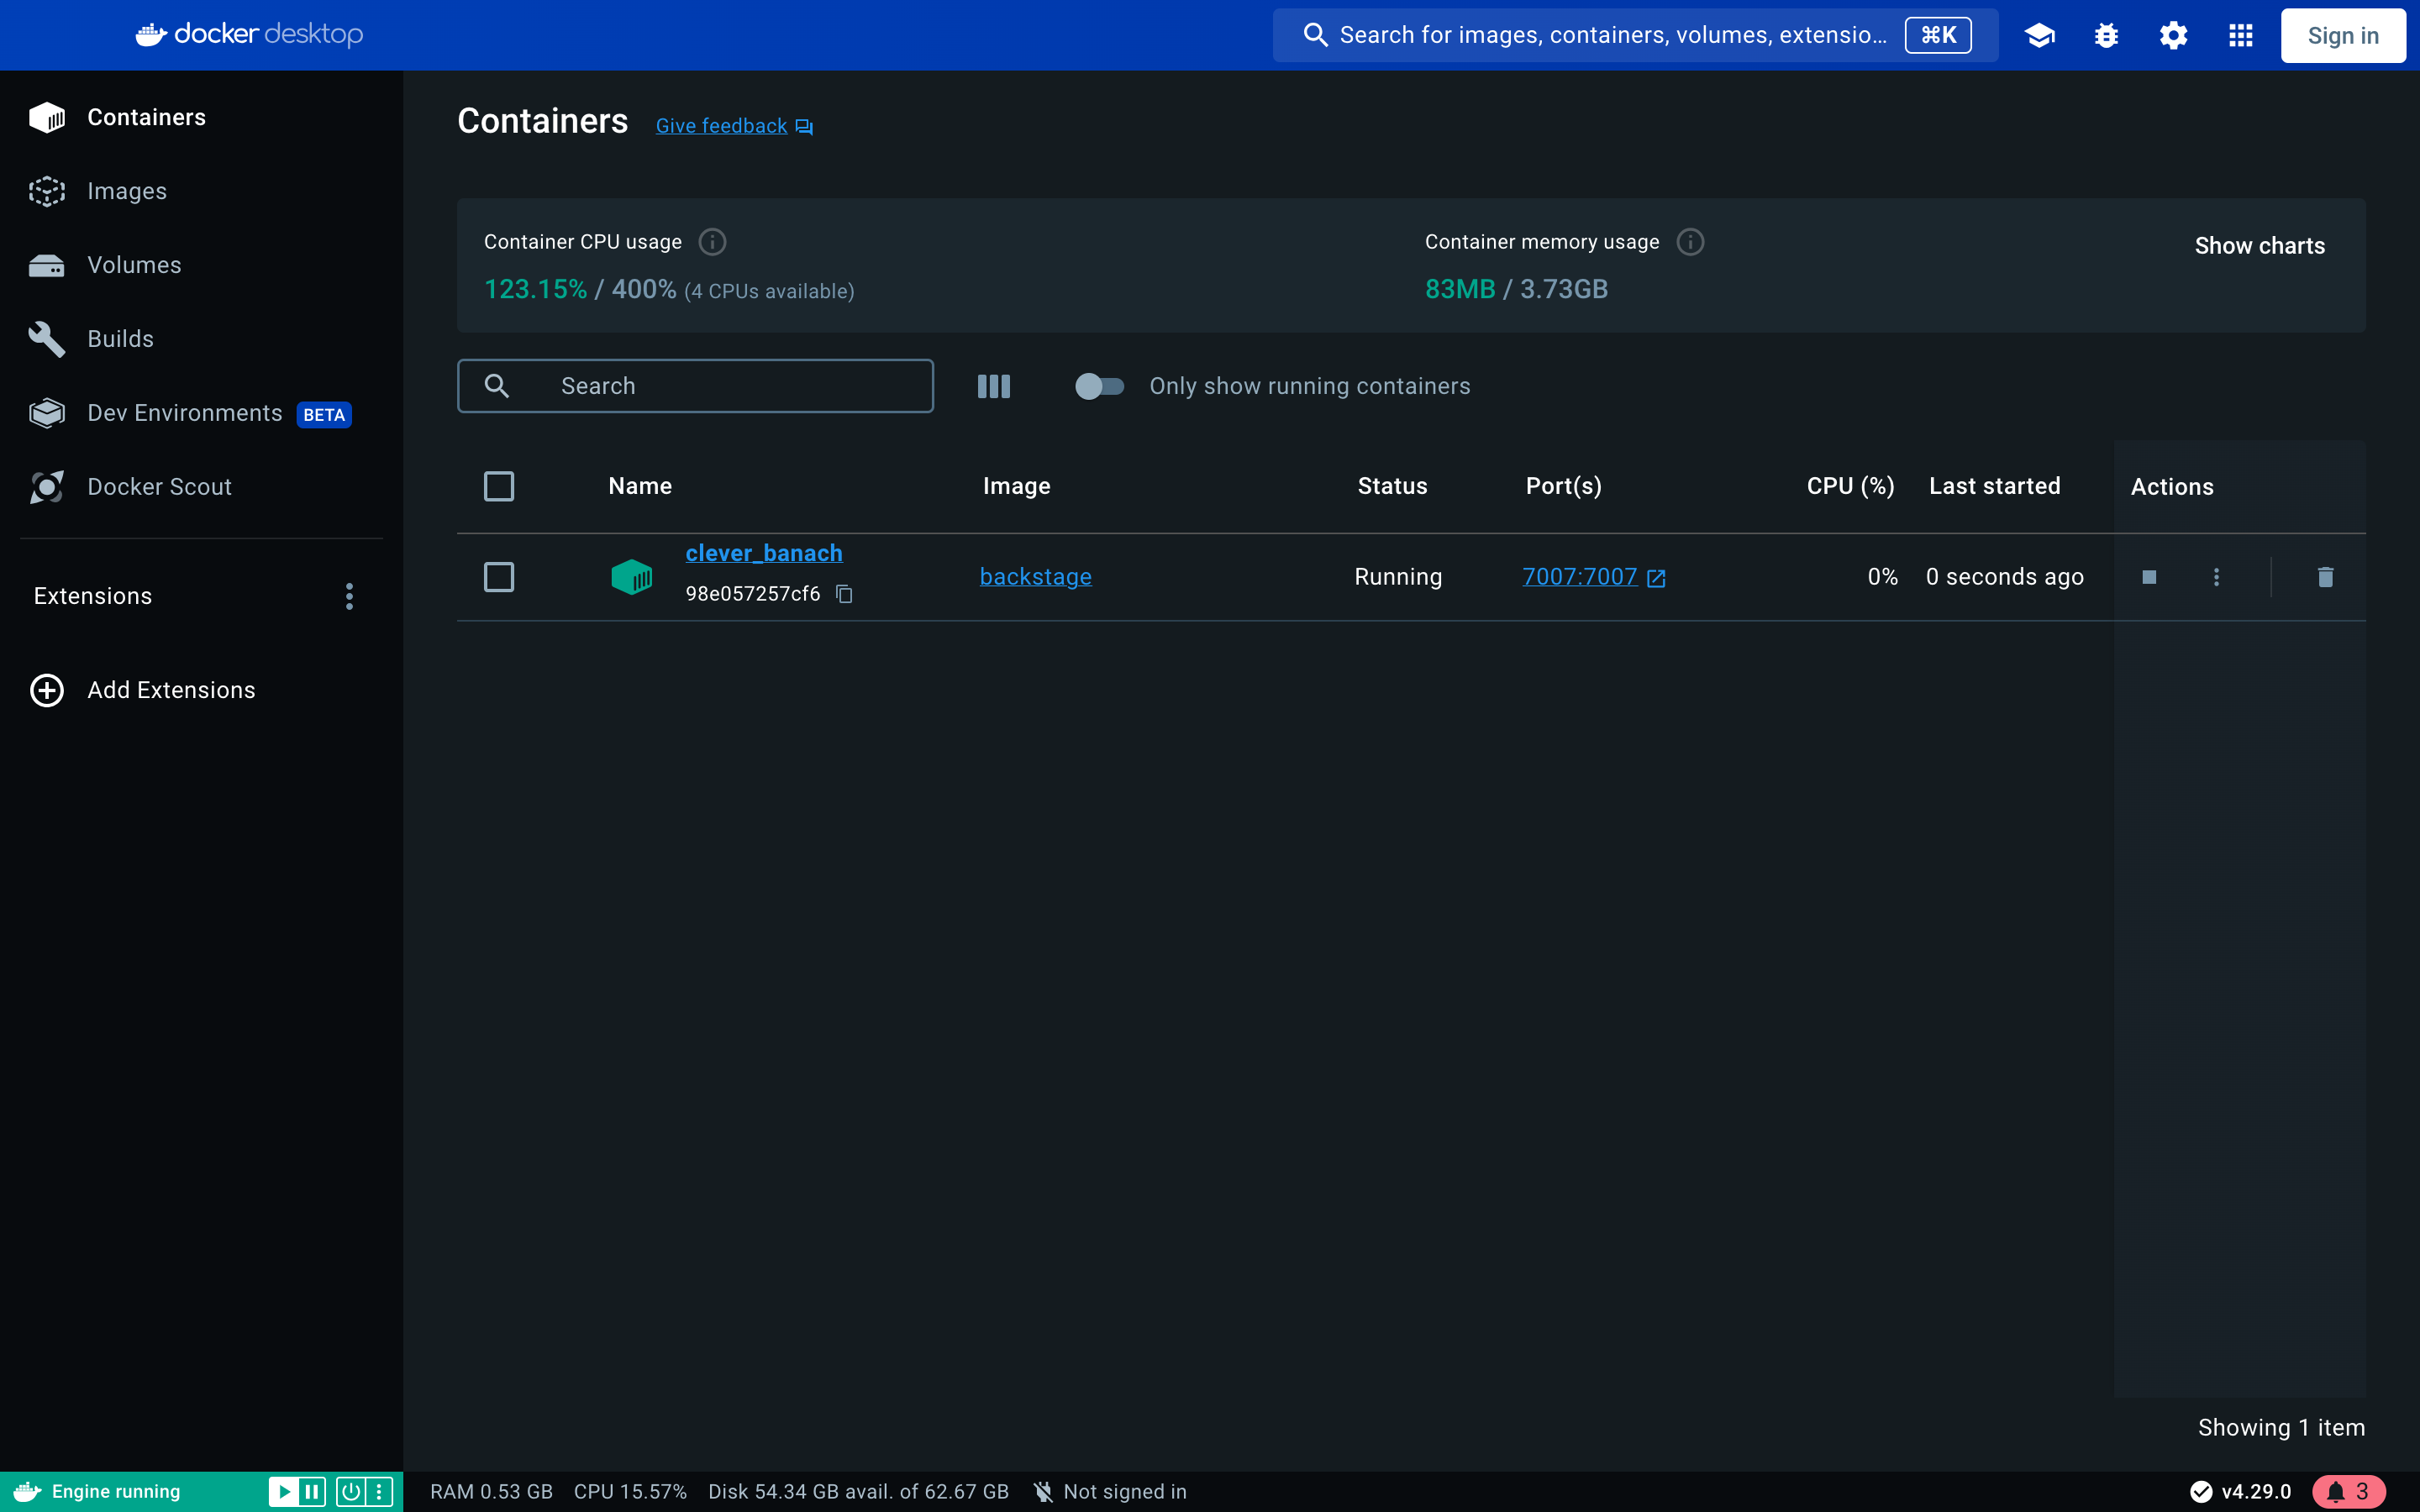 docker desktop
Search for images, containers, volumes, extensio... ⌘K
Sign in
Containers
Images
Volumes
Builds
Dev Environments BETA
Docker Scout
Extensions
Add Extensions
Containers Give feedback
Container CPU usage
123.15% / 400% (4 CPUs available)
Container memory usage
83MB / 3.73GB
Show charts
Search
Only show running containers
Name Image Status Port(s) CPU (%) Last started Actions
clever_banach
98e057257cf6
backstage Running 7007:7007 0% 0 seconds ago
Showing 1 item
Engine running
RAM 0.53 GB CPU 15.57% Disk 54.34 GB avail. of 62.67 GB Not signed in
v4.29.0 3